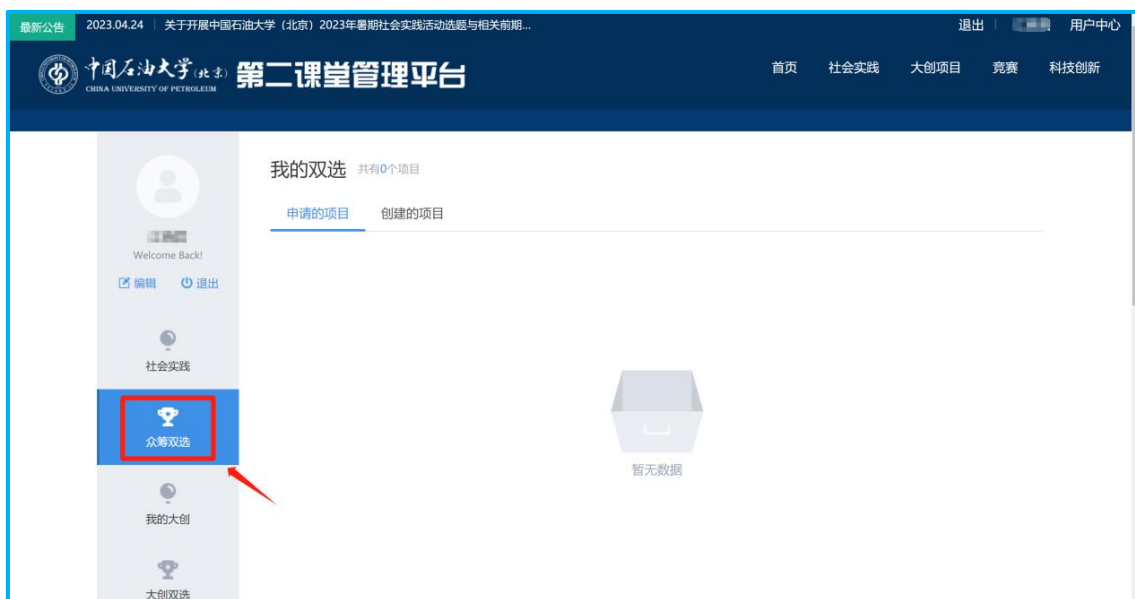 最新公告 2023.04.24 关于开展中国石油大学（北京）2023年暑期社会实践活动选题与相关前期... 退出 用户中心
中国石油大学(北京) 第二课堂管理平台 首页 社会实践 大创项目 竞赛 科技创新
CHINA UNIVERSITY OF PETROLEUM
我的双选 共有0个项目
申请的项目 创建的项目
Welcome Back!
编辑 退出
社会实践
众筹双选
暂无数据
我的大创
大创双选